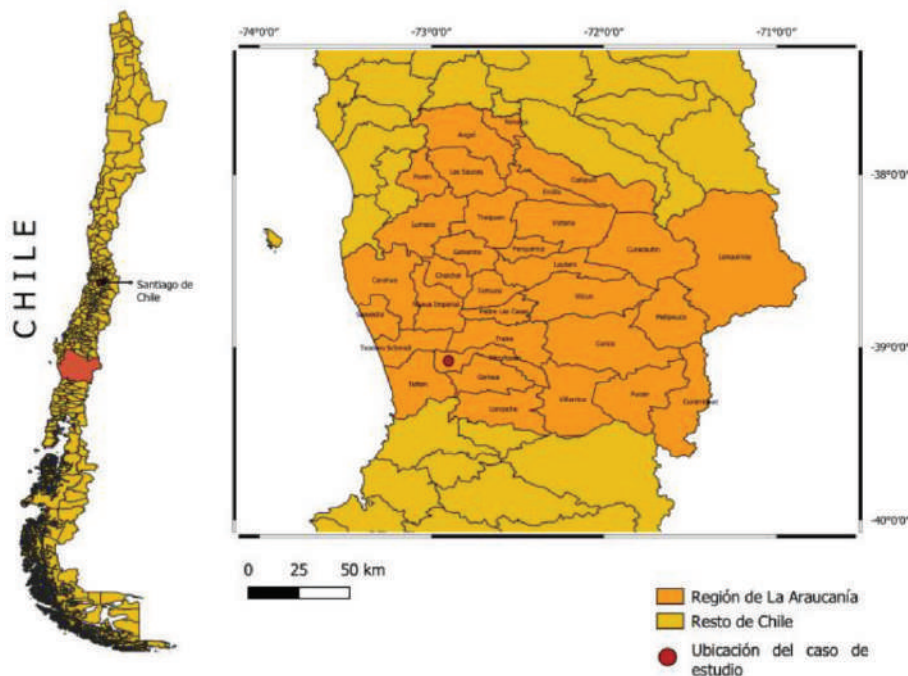 CHILE
Santiago de
Chile
-74°0'0"
-73°0'0"
-72°0'0"
-71°0'0"
-38°0'0"
-39°0'0"
-40°0'0"
Angol
Renaico
Purén
Los Sauces
Collipulli
Ercilla
Lumaco
Traiguén
Victoria
Curacautín
Lonquimay
Galvarino
Perquenco
Lautaro
Carahue
Cholchol
Temuco
Vilcún
Melipeuco
Nueva Imperial
Padre Las Casas
Saavedra
Freire
Cunco
Teodoro Schmidt
Pitrufquén
Toltén
Gorbea
Villarrica
Pucón
Curarrehue
Loncoche
0 25 50 km
Región de La Araucanía
Resto de Chile
Ubicación del caso de
estudio